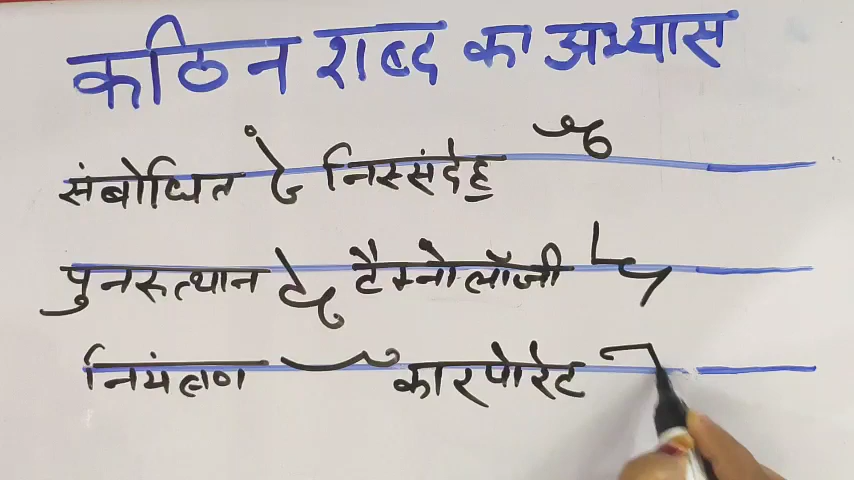 कठिन शब्द का अभ्यास
संबोधित निस्संदेह
पुनरुत्थान टैक्नोलॉजी
नियंत्रण कारपोरेट